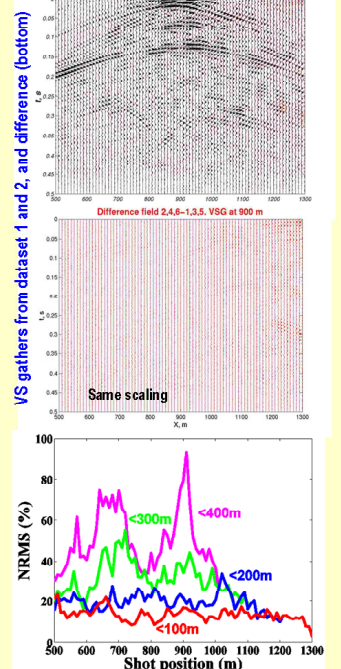 VS gathers from dataset 1 and 2, and difference (bottom)
t, s
0.05
0.1
0.15
0.2
0.25
0.3
0.35
0.4
0.45
0.5
500 600 700 800 900 1000 1100 1200 1300
Difference field 2,4,6−1,3,5. VSG at 900 m
t, s
0
0.05
0.1
0.15
0.2
0.25
0.3
0.35
0.4
0.45
0.5
Same scaling
500 600 700 800 900 1000 1100 1200 1300
X, m
NRMS (%)
100
80
60
40
20
0
<400m
<300m
<200m
<100m
500 600 700 800 900 1000 1100 1200 1300
Shot position (m)